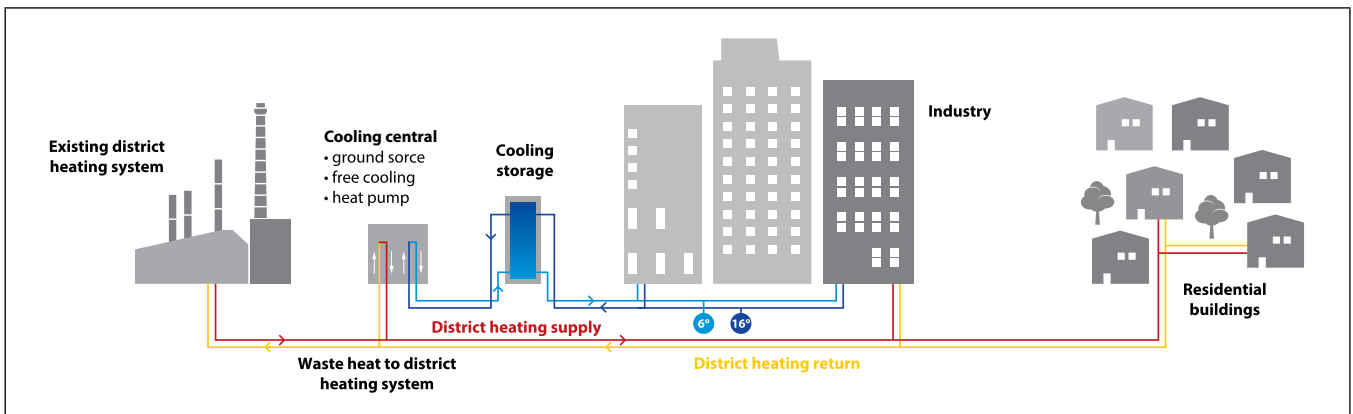 Existing district
heating system
Cooling central
• ground sorce
• free cooling
• heat pump
Cooling
storage
Industry
Residential
buildings
6°
16°
District heating supply
Waste heat to district
heating system
District heating return